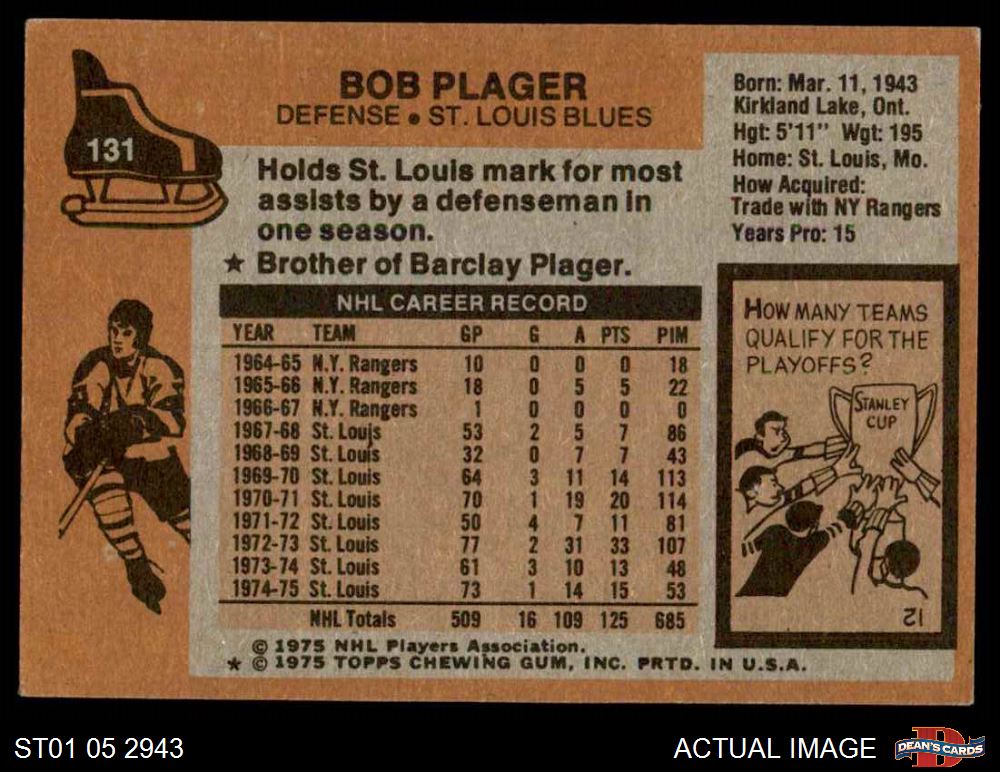 131
BOB PLAGER
DEFENSE • ST. LOUIS BLUES
Holds St. Louis mark for most
assists by a defenseman in
one season.
★ Brother of Barclay Plager.
Born: Mar. 11, 1943
Kirkland Lake, Ont.
Hgt: 5'11" Wgt: 195
Home: St. Louis, Mo.
How Acquired:
Trade with NY Rangers
Years Pro: 15
NHL CAREER RECORD
YEAR TEAM GP G A PTS PIM
1964-65 N.Y. Rangers 10 0 0 0 18
1965-66 N.Y. Rangers 18 0 5 5 22
1966-67 N.Y. Rangers 1 0 0 0 0
1967-68 St. Louis 53 2 5 7 86
1968-69 St. Louis 32 0 7 7 43
1969-70 St. Louis 64 3 11 14 113
1970-71 St. Louis 70 1 19 20 114
1971-72 St. Louis 50 4 7 11 81
1972-73 St. Louis 77 2 31 33 107
1973-74 St. Louis 61 3 10 13 48
1974-75 St. Louis 73 1 14 15 53
NHL Totals 509 16 109 125 685
HOW MANY TEAMS
QUALIFY FOR THE
PLAYOFFS?
STANLEY
CUP
12
© 1975 NHL Players Association.
★ © 1975 TOPPS CHEWING GUM, INC. PRTD. IN U.S.A.
ST01 05 2943
ACTUAL IMAGE
D
DEAN'S CARDS